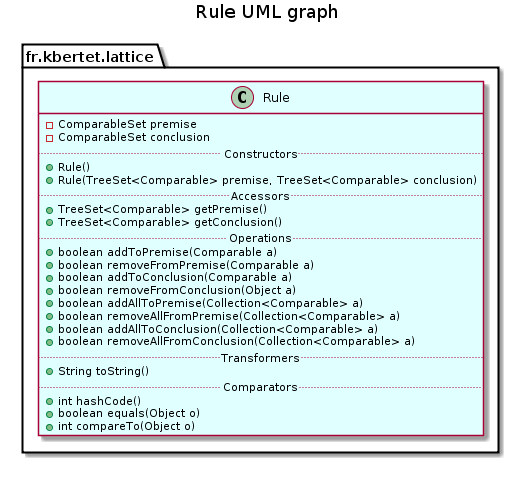 Rule UML graph
fr.kbertet.lattice
C Rule
ComparableSet premise
ComparableSet conclusion
Constructors
Rule()
Rule(TreeSet<Comparable> premise, TreeSet<Comparable> conclusion)
Accessors
TreeSet<Comparable> getPremise()
TreeSet<Comparable> getConclusion()
Operations
boolean addToPremise(Comparable a)
boolean removeFromPremise(Comparable a)
boolean addToConclusion(Comparable a)
boolean removeFromConclusion(Object a)
boolean addAllToPremise(Collection<Comparable> a)
boolean removeAllFromPremise(Collection<Comparable> a)
boolean addAllToConclusion(Collection<Comparable> a)
boolean removeAllFromConclusion(Collection<Comparable> a)
Transformers
String toString()
Comparators
int hashCode()
boolean equals(Object o)
int compareTo(Object o)